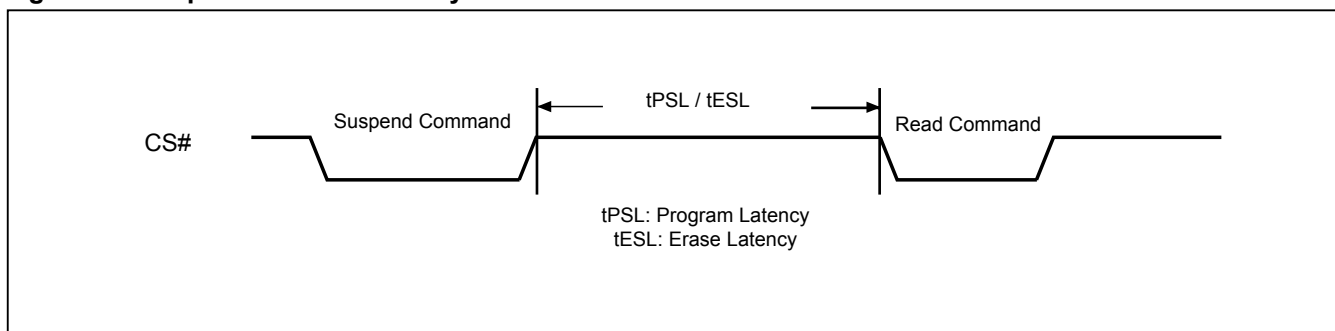 tPSL / tESL
Suspend Command
Read Command
CS#
tPSL: Program Latency
tESL: Erase Latency